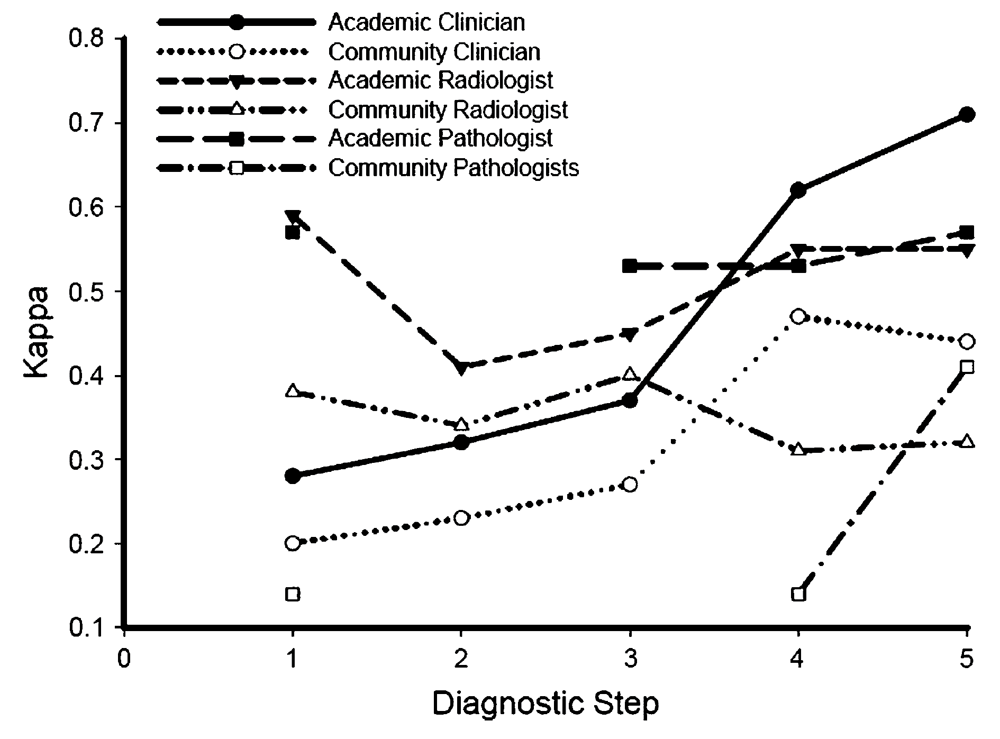 Academic Clinician
Community Clinician
Academic Radiologist
Community Radiologist
Academic Pathologist
Community Pathologists
0.8
0.7
0.6
0.5
0.4
0.3
0.2
0.1
Kappa
0 1 2 3 4 5
Diagnostic Step